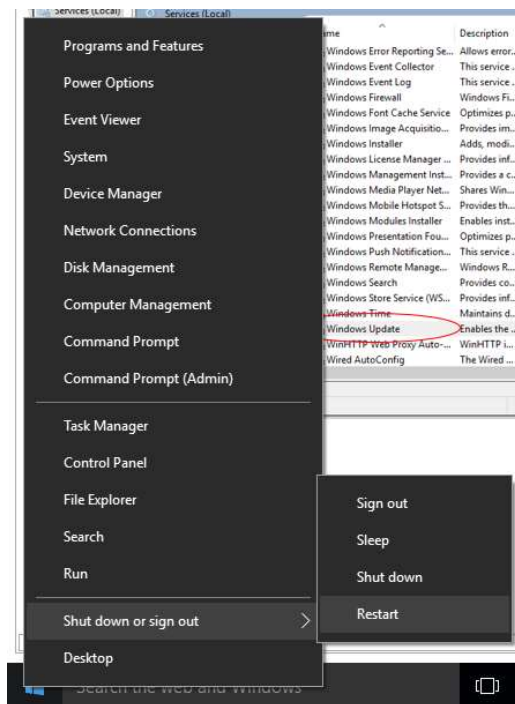 Services (Local)
Services (Local)
Programs and Features
Power Options
Event Viewer
System
Device Manager
Network Connections
Disk Management
Computer Management
Command Prompt
Command Prompt (Admin)
Task Manager
Control Panel
File Explorer
Search
Run
Shut down or sign out
Desktop
ame Description
Windows Error Reporting Se... Allows error..
Windows Event Collector This service .
Windows Event Log This service .
Windows Firewall Windows Fi..
Windows Font Cache Service Optimizes p..
Windows Image Acquisitio... Provides im..
Windows Installer Adds, modi..
Windows License Manager ... Provides inf..
Windows Management Inst... Provides a c..
Windows Media Player Net... Shares Win...
Windows Mobile Hotspot S... Provides th...
Windows Modules Installer Enables inst..
Windows Presentation Fou... Optimizes p..
Windows Push Notification... This service .
Windows Remote Manage... Windows R...
Windows Search Provides co..
Windows Store Service (WS... Provides inf..
Windows Time Maintains d..
Windows Update Enables the ..
WinHTTP Web Proxy Auto-... WinHTTP i...
Wired AutoConfig The Wired ...
Sign out
Sleep
Shut down
Restart
Search the web and Windows